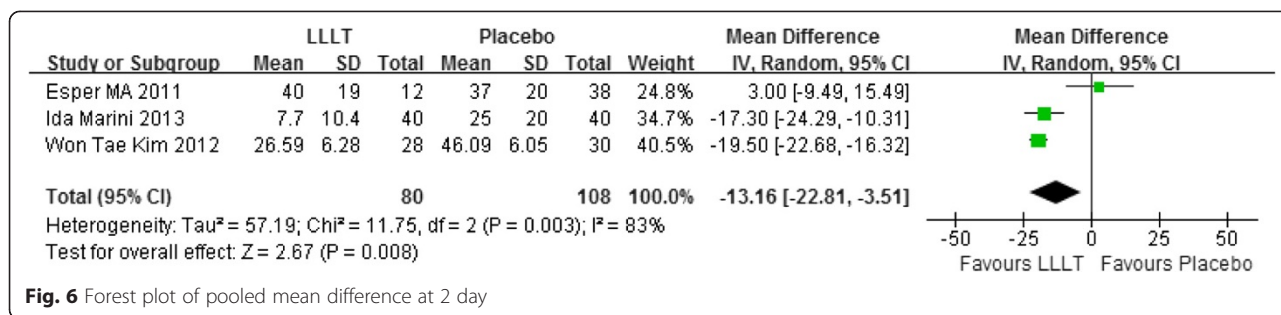 LLLT Placebo Mean Difference Mean Difference
Study or Subgroup Mean SD Total Mean SD Total Weight IV, Random, 95% CI IV, Random, 95% CI
Esper MA 2011 40 19 12 37 20 38 24.8% 3.00 [-9.49, 15.49]
Ida Marini 2013 7.7 10.4 40 25 20 40 34.7% -17.30 [-24.29, -10.31]
Won Tae Kim 2012 26.59 6.28 28 46.09 6.05 30 40.5% -19.50 [-22.68, -16.32]
Total (95% CI) 80 108 100.0% -13.16 [-22.81, -3.51]
Heterogeneity: Tau² = 57.19; Chi² = 11.75, df = 2 (P = 0.003); I² = 83%
Test for overall effect: Z = 2.67 (P = 0.008)
-50 -25 0 25 50
Favours LLLT Favours Placebo
Fig. 6 Forest plot of pooled mean difference at 2 day